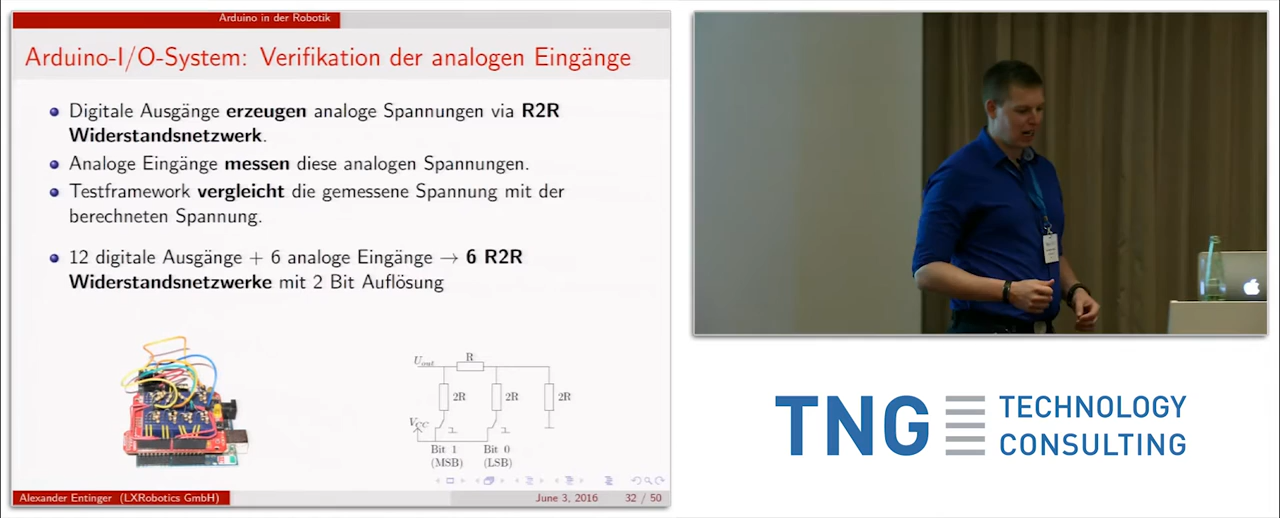 Arduino in der Robotik
Arduino-I/O-System: Verifikation der analogen Eingänge
Digitale Ausgänge erzeugen analoge Spannungen via R2R
Widerstandsnetzwerk.
Analoge Eingänge messen diese analogen Spannungen.
Testframework vergleicht die gemessene Spannung mit der
berechneten Spannung.
12 digitale Ausgänge + 6 analoge Eingänge → 6 R2R
Widerstandsnetzwerke mit 2 Bit Auflösung
Uout R
2R 2R 2R
VCC
Bit 1 Bit 0
(MSB) (LSB)
Alexander Entinger (LXRobotics GmbH) June 3, 2016 32 / 50
TNG TECHNOLOGY
CONSULTING